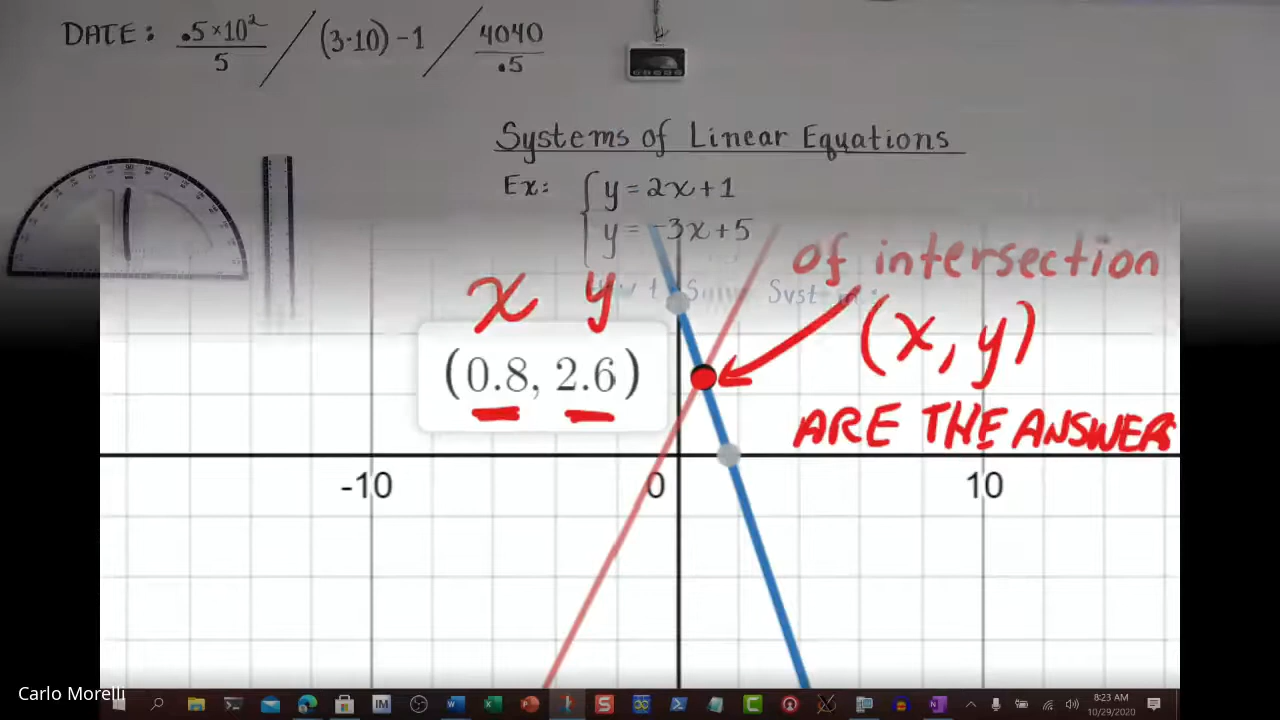 DATE: .5×10² / 5 / (3·10)-1 / 4040 / .5
Systems of Linear Equations
Ex: { y = 2x+1
y = -3x+5
of intersection
x y
(x, y)
(0.8, 2.6)
ARE THE ANSWERS
-10 0 10
Carlo Morelli
8:23 AM
10/29/2020